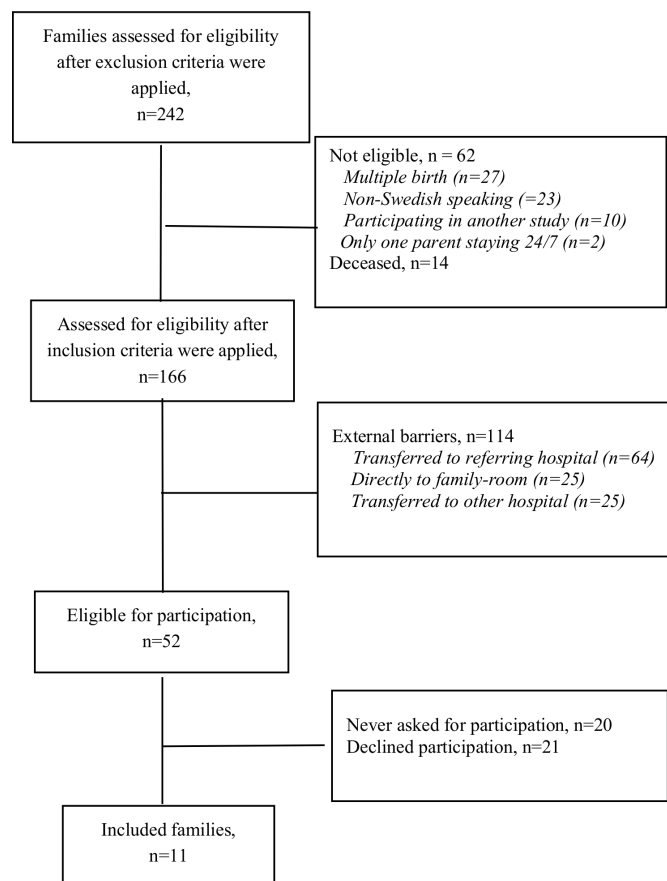 Families assessed for eligibility
after exclusion criteria were
applied,
n=242
Not eligible, n = 62
Multiple birth (n=27)
Non-Swedish speaking (=23)
Participating in another study (n=10)
Only one parent staying 24/7 (n=2)
Deceased, n=14
Assessed for eligibility after
inclusion criteria were applied,
n=166
External barriers, n=114
Transferred to referring hospital (n=64)
Directly to family-room (n=25)
Transferred to other hospital (n=25)
Eligible for participation,
n=52
Never asked for participation, n=20
Declined participation, n=21
Included families,
n=11